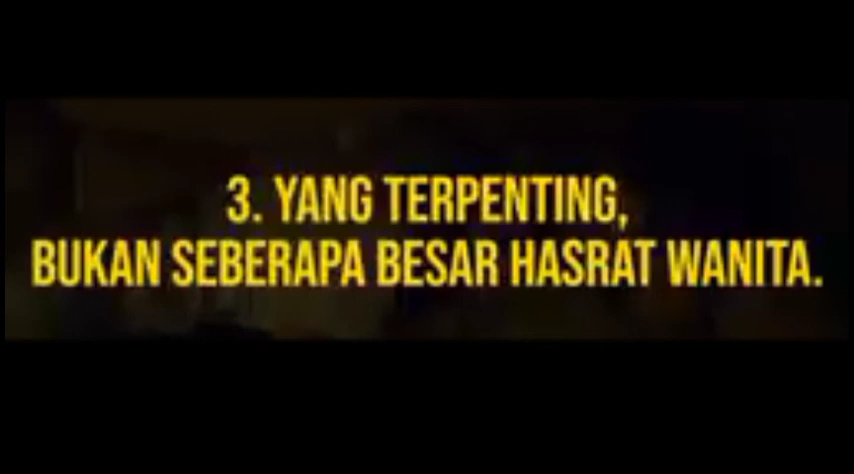 3. YANG TERPENTING,
BUKAN SEBERAPA BESAR HASRAT WANITA.